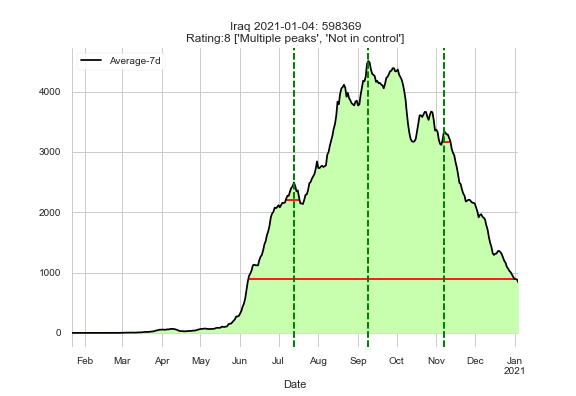 Iraq 2021-01-04: 598369
Rating:8 ['Multiple peaks', 'Not in control']
Average-7d
4000
3000
2000
1000
0
Feb Mar Apr May Jun Jul Aug Sep Oct Nov Dec Jan
2021
Date